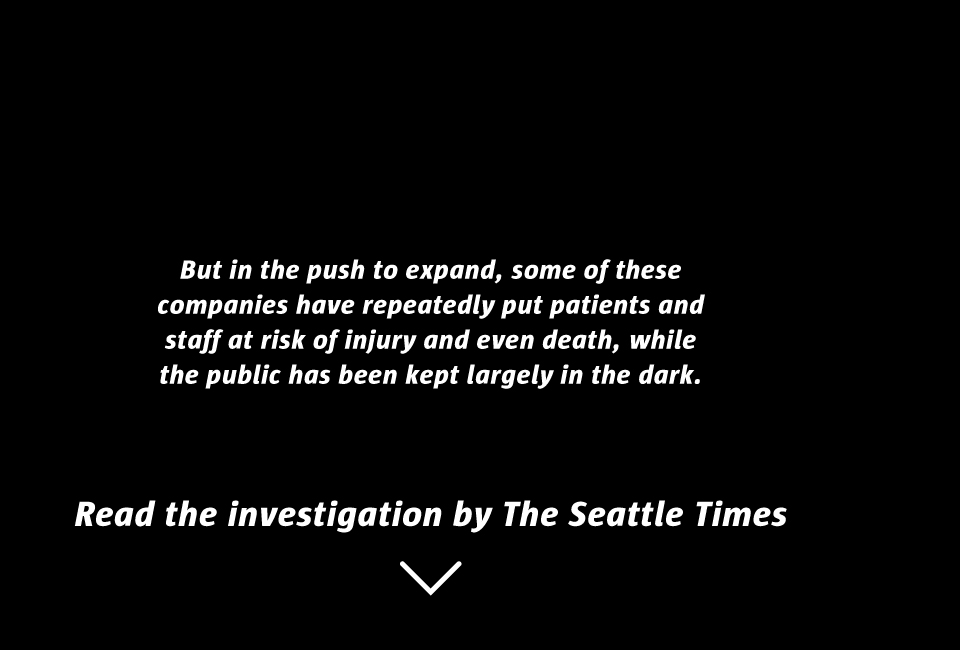 But in the push to expand, some of these
companies have repeatedly put patients and
staff at risk of injury and even death, while
the public has been kept largely in the dark.
Read the investigation by The Seattle Times